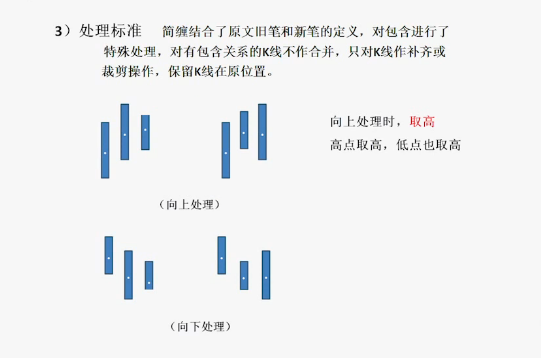 3）处理标准 简缠结合了原文旧笔和新笔的定义，对包含进行了
特殊处理，对有包含关系的K线不作合并，只对K线作补齐或
裁剪操作，保留K线在原位置。
向上处理时，取高
高点取高，低点也取高
（向上处理）
（向下处理）